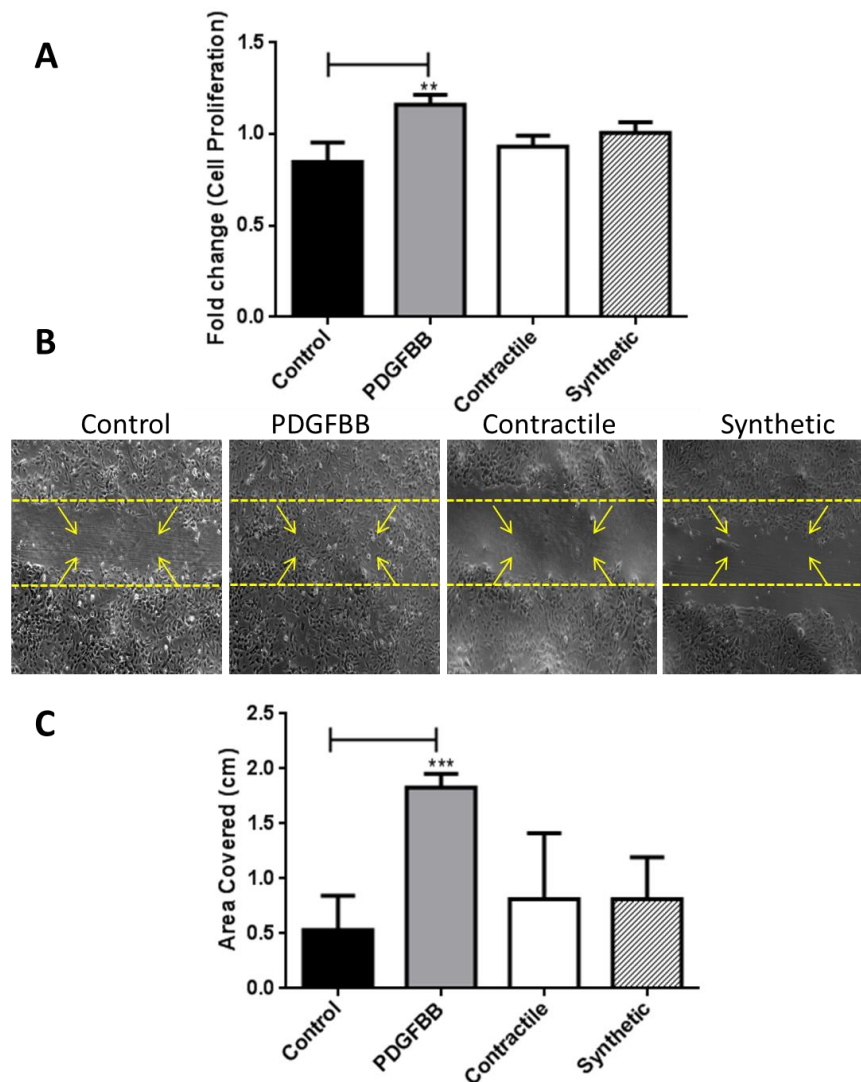 A
Fold change (Cell Proliferation)
1.5
1.0
0.5
0.0
**
Control
PDGFBB
Contractile
Synthetic
B
Control
PDGFBB
Contractile
Synthetic
C
Area Covered (cm)
2.5
2.0
1.5
1.0
0.5
0.0
***
Control
PDGFBB
Contractile
Synthetic